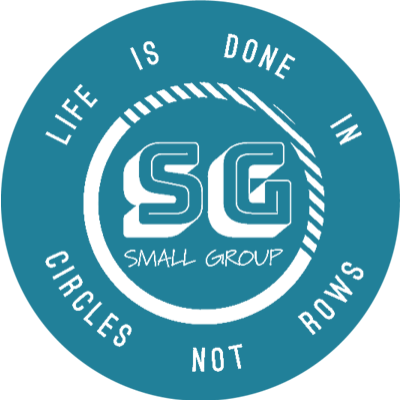 LIFE IS DONE IN
CIRCLES NOT ROWS
SG
SMALL GROUP